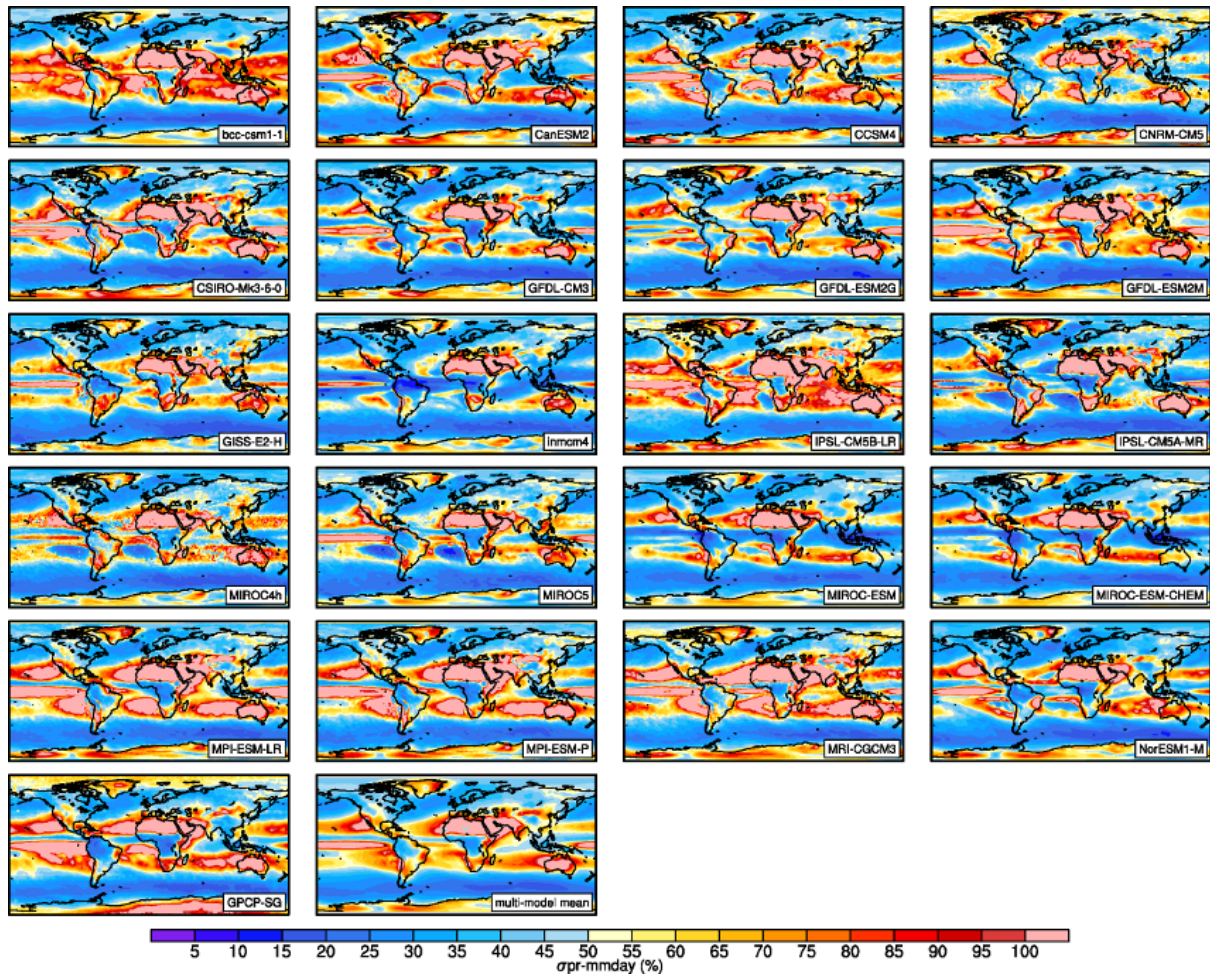 bcc-csm1-1
CanESM2
CCSM4
CNRM-CM5
CSIRO-Mk3-6-0
GFDL-CM3
GFDL-ESM2G
GFDL-ESM2M
GISS-E2-H
inmcm4
IPSL-CM5B-LR
IPSL-CM5A-MR
MIROC4h
MIROC5
MIROC-ESM
MIROC-ESM-CHEM
MPI-ESM-LR
MPI-ESM-P
MRI-CGCM3
NorESM1-M
GPCP-SG
multi-model mean
5 10 15 20 25 30 35 40 45 50 55 60 65 70 75 80 85 90 95 100
σpr-mmday (%)